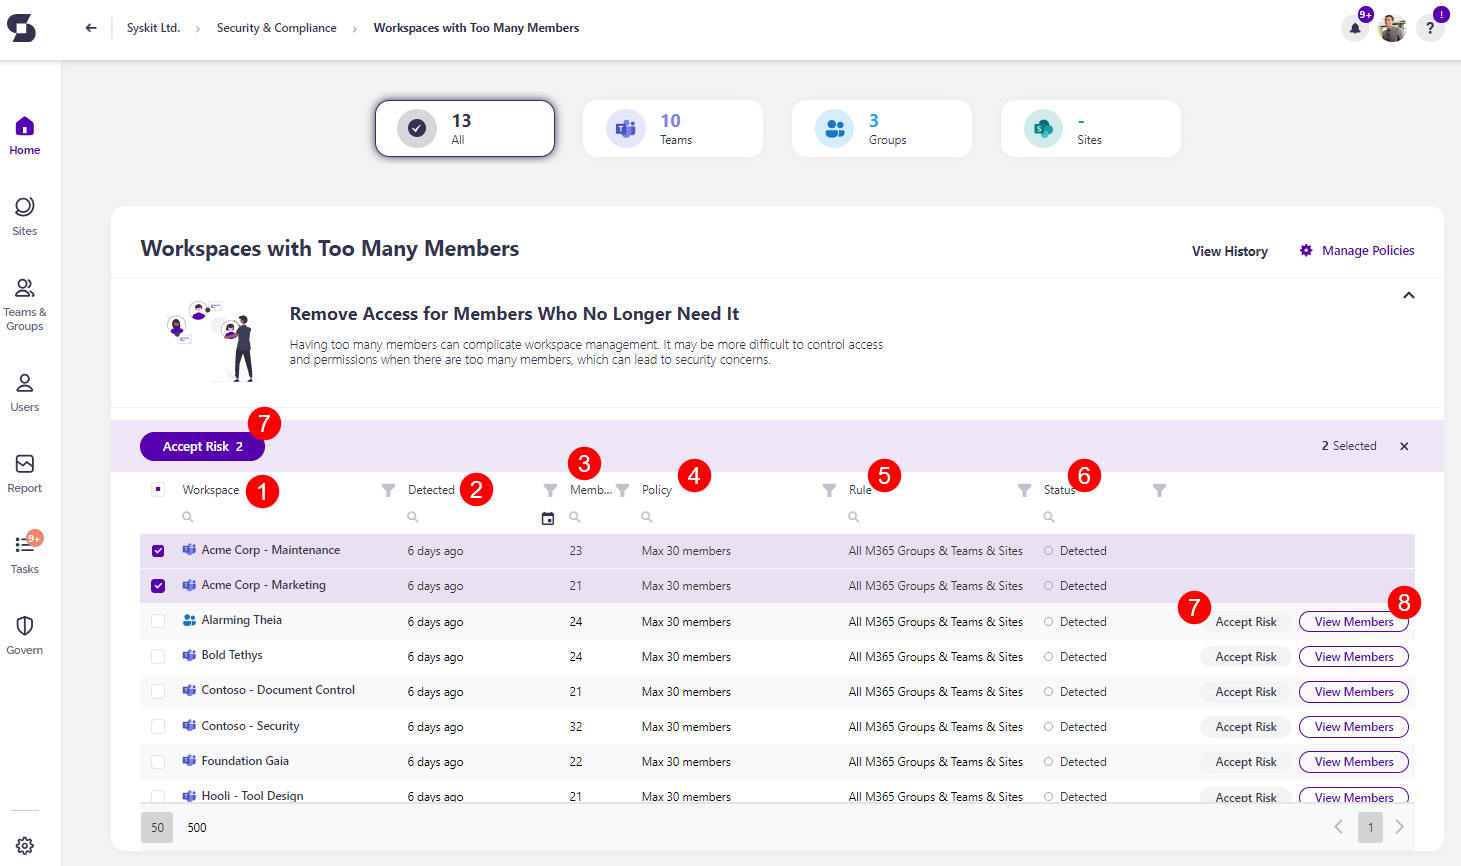 Syskit Ltd. › Security & Compliance › Workspaces with Too Many Members
9+
!
?
13
All
10
Teams
3
Groups
-
Sites
Home
Sites
Teams &
Groups
Users
Report
9+
Tasks
Govern
Workspaces with Too Many Members
View History
Manage Policies
Remove Access for Members Who No Longer Need It
Having too many members can complicate workspace management. It may be more difficult to control access
and permissions when there are too many members, which can lead to security concerns.
7
Accept Risk 2
2 Selected
Workspace 1 Detected 2 Memb... 3 Policy 4 Rule 5 Status 6
Acme Corp - Maintenance 6 days ago 23 Max 30 members All M365 Groups & Teams & Sites Detected
Acme Corp - Marketing 6 days ago 21 Max 30 members All M365 Groups & Teams & Sites Detected
7 8
Alarming Theia 6 days ago 24 Max 30 members All M365 Groups & Teams & Sites Detected Accept Risk View Members
Bold Tethys 6 days ago 24 Max 30 members All M365 Groups & Teams & Sites Detected Accept Risk View Members
Contoso - Document Control 6 days ago 21 Max 30 members All M365 Groups & Teams & Sites Detected Accept Risk View Members
Contoso - Security 6 days ago 32 Max 30 members All M365 Groups & Teams & Sites Detected Accept Risk View Members
Foundation Gaia 6 days ago 22 Max 30 members All M365 Groups & Teams & Sites Detected Accept Risk View Members
Hooli - Tool Design 6 days ago 21 Max 30 members All M365 Groups & Teams & Sites Detected Accept Risk View Members
50 500
1